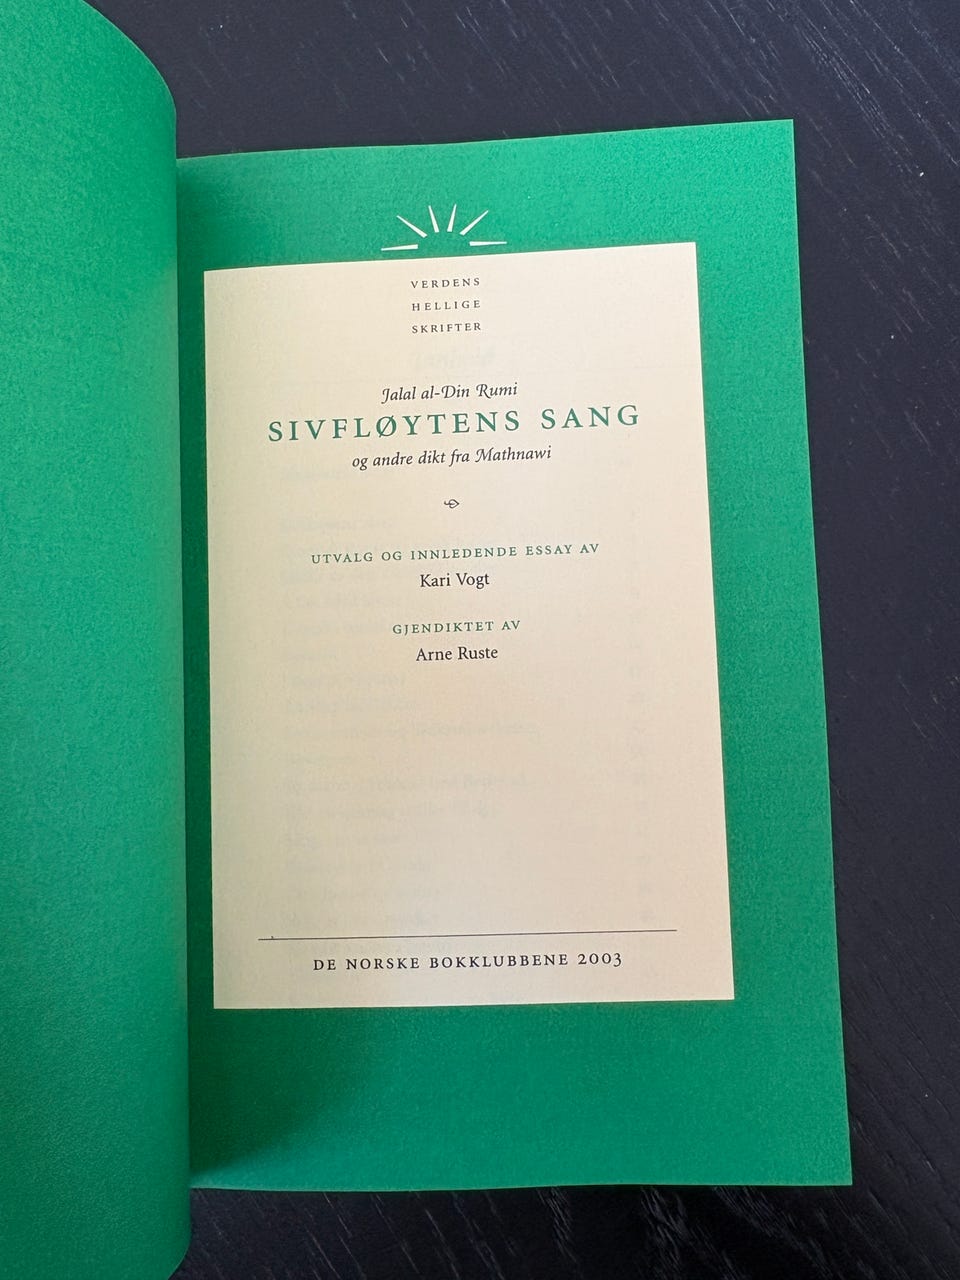 VERDENS
HELLIGE
SKRIFTER
Jalal al-Din Rumi
SIVFLØYTENS SANG
og andre dikt fra Mathnawi
UTVALG OG INNLEDENDE ESSAY AV
Kari Vogt
GJENDIKTET AV
Arne Ruste
DE NORSKE BOKKLUBBENE 2003